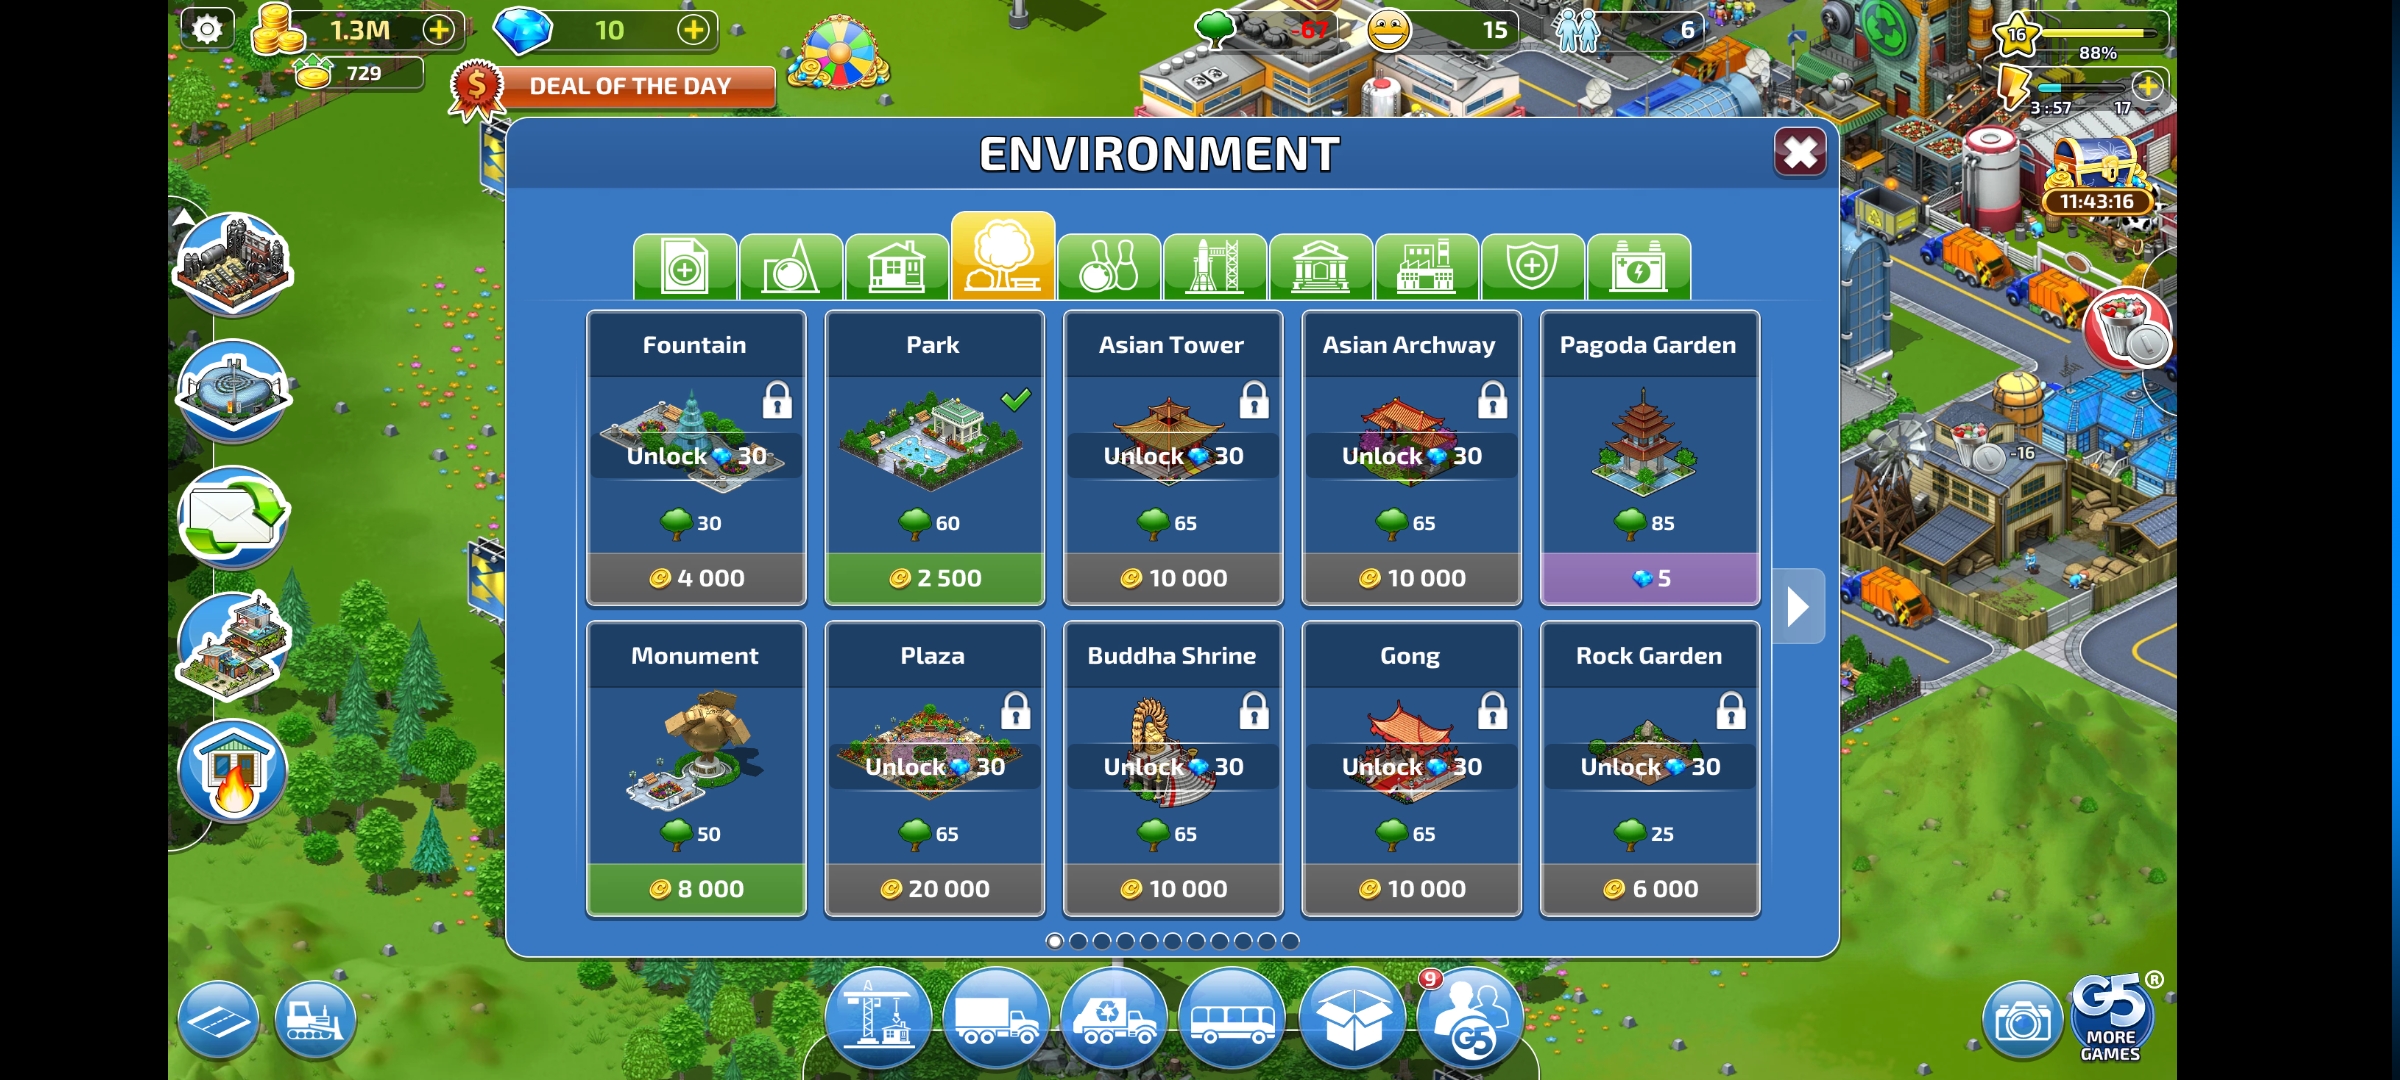 1.3M
10
-67
15
6
16
88%
729
DEAL OF THE DAY
3:57
17
ENVIRONMENT
11:43:16
Fountain
Park
Asian Tower
Asian Archway
Pagoda Garden
Unlock 30
Unlock 30
Unlock 30
30
60
65
65
85
4 000
2 500
10 000
10 000
5
-16
Monument
Plaza
Buddha Shrine
Gong
Rock Garden
Unlock 30
Unlock 30
Unlock 30
Unlock 30
50
65
65
65
25
8 000
20 000
10 000
10 000
6 000
9
G5
G5®
MORE
GAMES